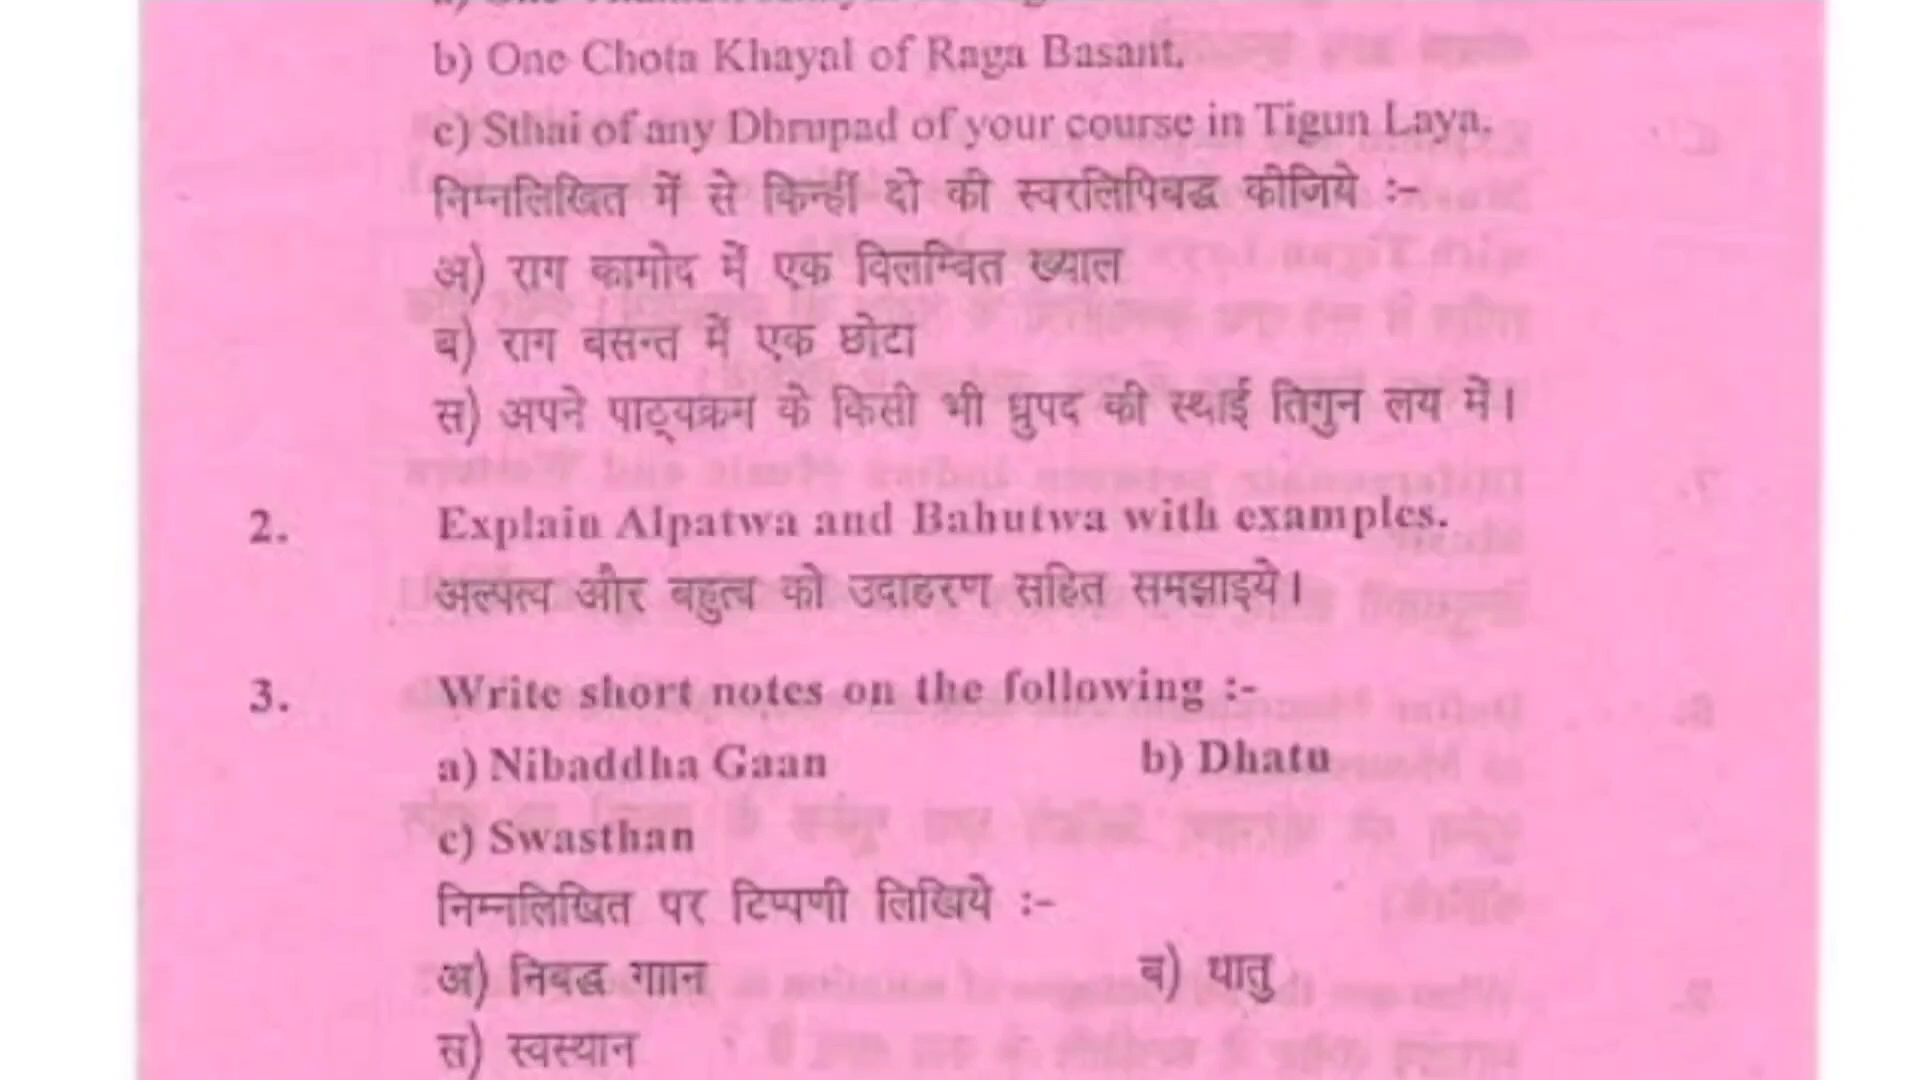 b) One Chota Khayal of Raga Basant.
c) Sthai of any Dhrupad of your course in Tigun Laya.
निम्नलिखित में से किन्हीं दो की स्वरलिपिबद्ध कीजिये :-
अ) राग कामोद में एक विलम्बित ख्याल
ब) राग बसन्त में एक छोटा
स) अपने पाठ्यक्रम के किसी भी ध्रुपद की स्थाई तिगुन लय में।
2. Explain Alpatwa and Bahutwa with examples.
अल्पत्व और बहुत्व को उदाहरण सहित समझाइये।
3. Write short notes on the following :-
a) Nibaddha Gaan b) Dhatu
c) Swasthan
निम्नलिखित पर टिप्पणी लिखिये :-
अ) निबद्ध गाान ब) धातु
स) स्वस्थान